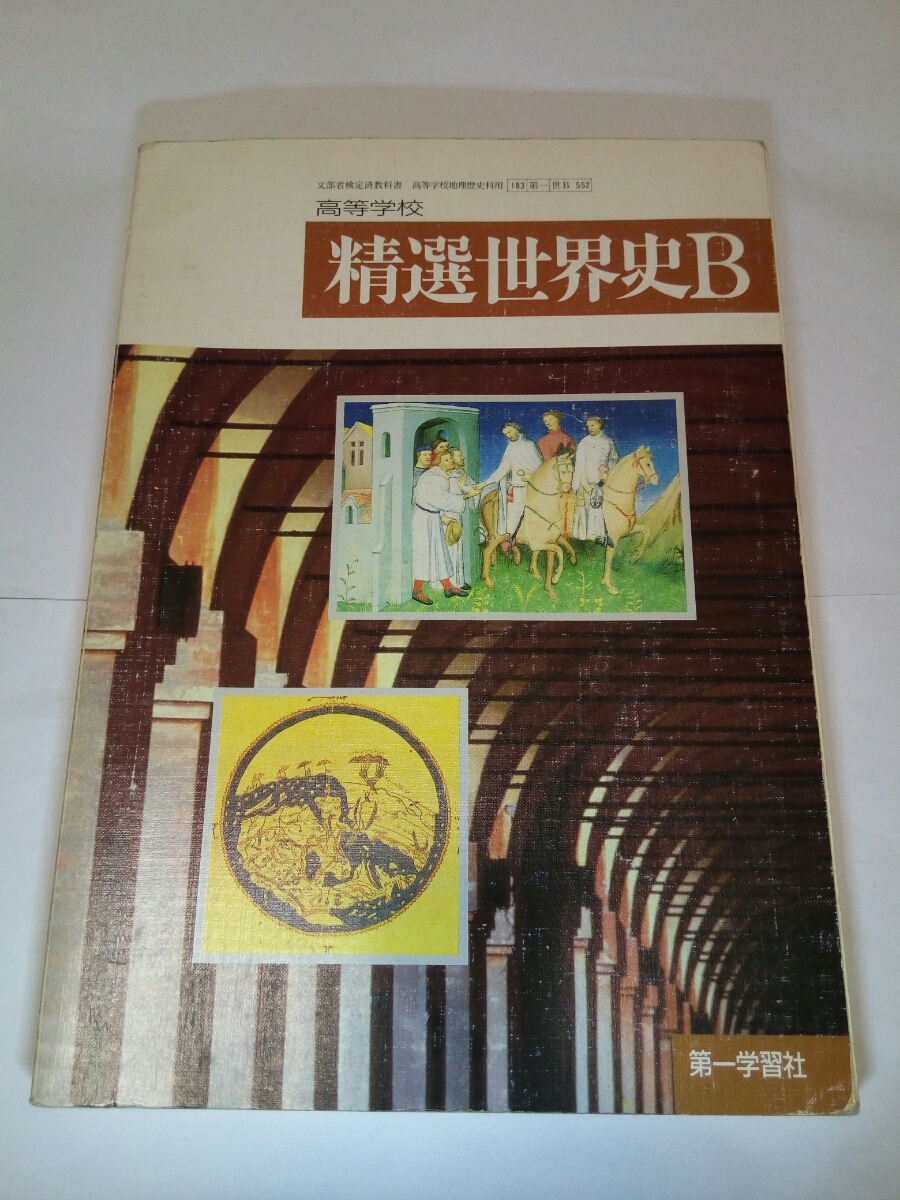 文部省検定済教科書 高等学校地理歴史科用 183 第一 世B 552
高等学校
精選世界史B
第一学習社